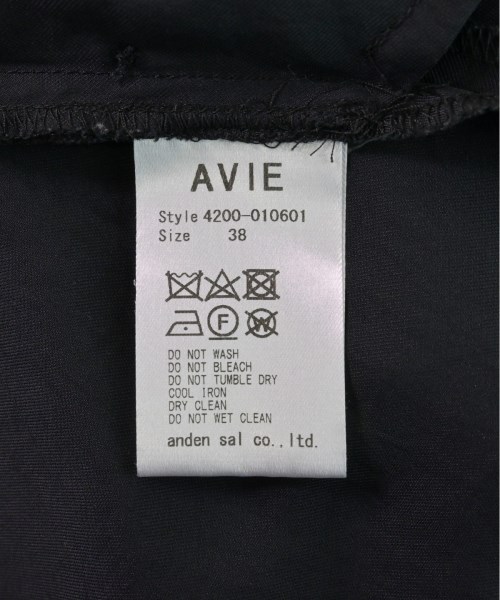 AVIE
Style 4200-010601
Size 38
F W
DO NOT WASH
DO NOT BLEACH
DO NOT TUMBLE DRY
COOL IRON
DRY CLEAN
DO NOT WET CLEAN
anden sal co.,ltd.